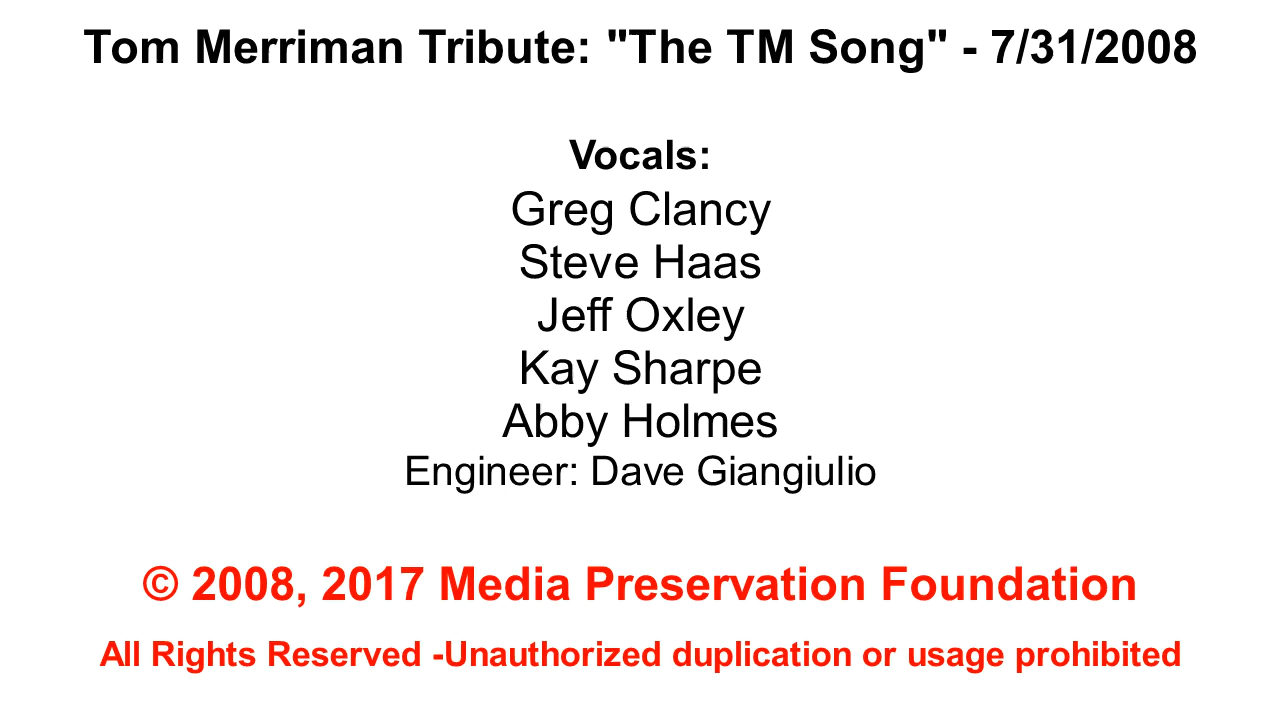 Tom Merriman Tribute: "The TM Song" - 7/31/2008
Vocals:
Greg Clancy
Steve Haas
Jeff Oxley
Kay Sharpe
Abby Holmes
Engineer: Dave Giangiulio
© 2008, 2017 Media Preservation Foundation
All Rights Reserved -Unauthorized duplication or usage prohibited